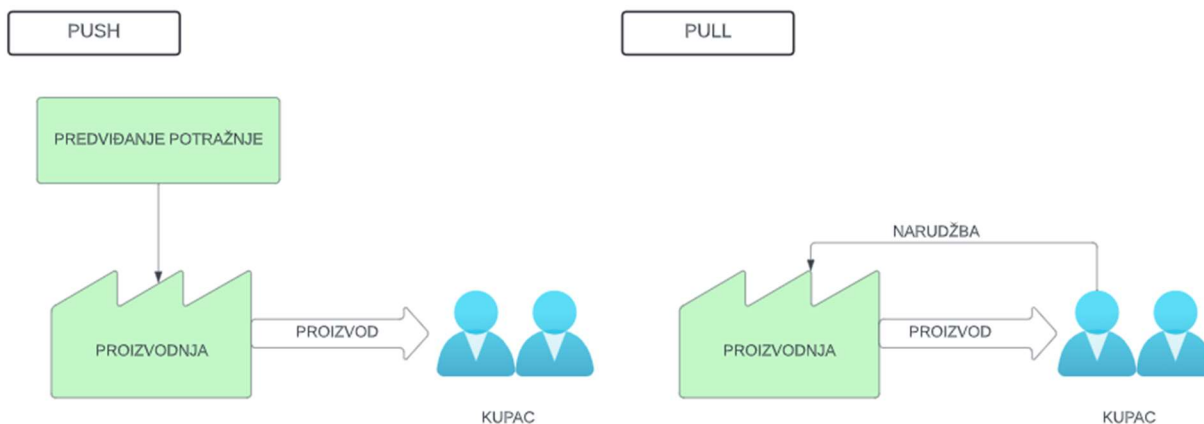 PUSH
PREDVIĐANJE POTRAŽNJE
PROIZVODNJA
PROIZVOD
KUPAC
PULL
NARUDŽBA
PROIZVODNJA
PROIZVOD
KUPAC